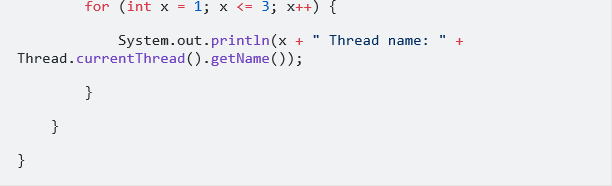 for (int x = 1; x <= 3; x++) {
System.out.println(x + " Thread name: " +
Thread.currentThread().getName());
}
}
}